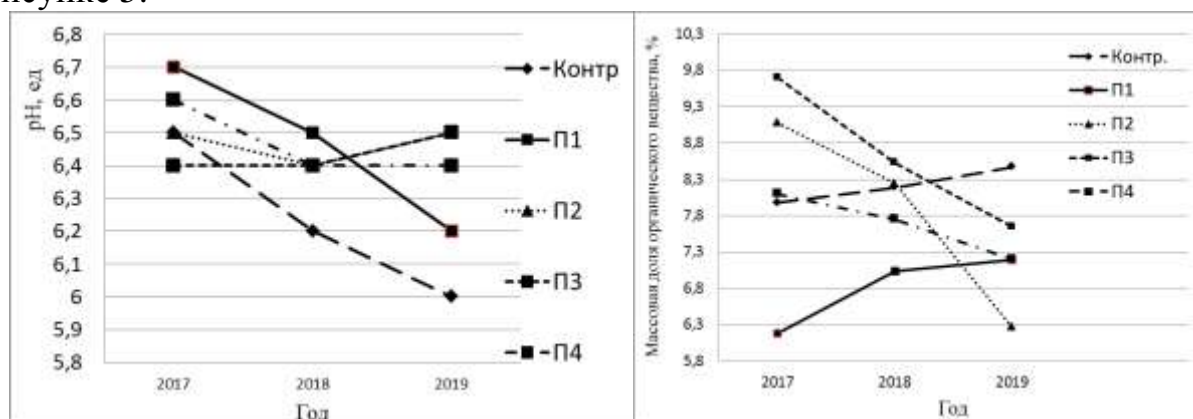 исунке 3.
6,8
6,7
6,6
6,5
6,4
6,3
6,2
6,1
6
5,9
5,8
рН, ед
2017
2018
2019
Год
Контр
П1
П2
П3
П4
10,3
9,8
9,3
8,8
8,3
7,8
7,3
6,8
6,3
5,8
Массовая доля органического вещества, %
2017
2018
2019
Год
Контр.
П1
П2
П3
П4